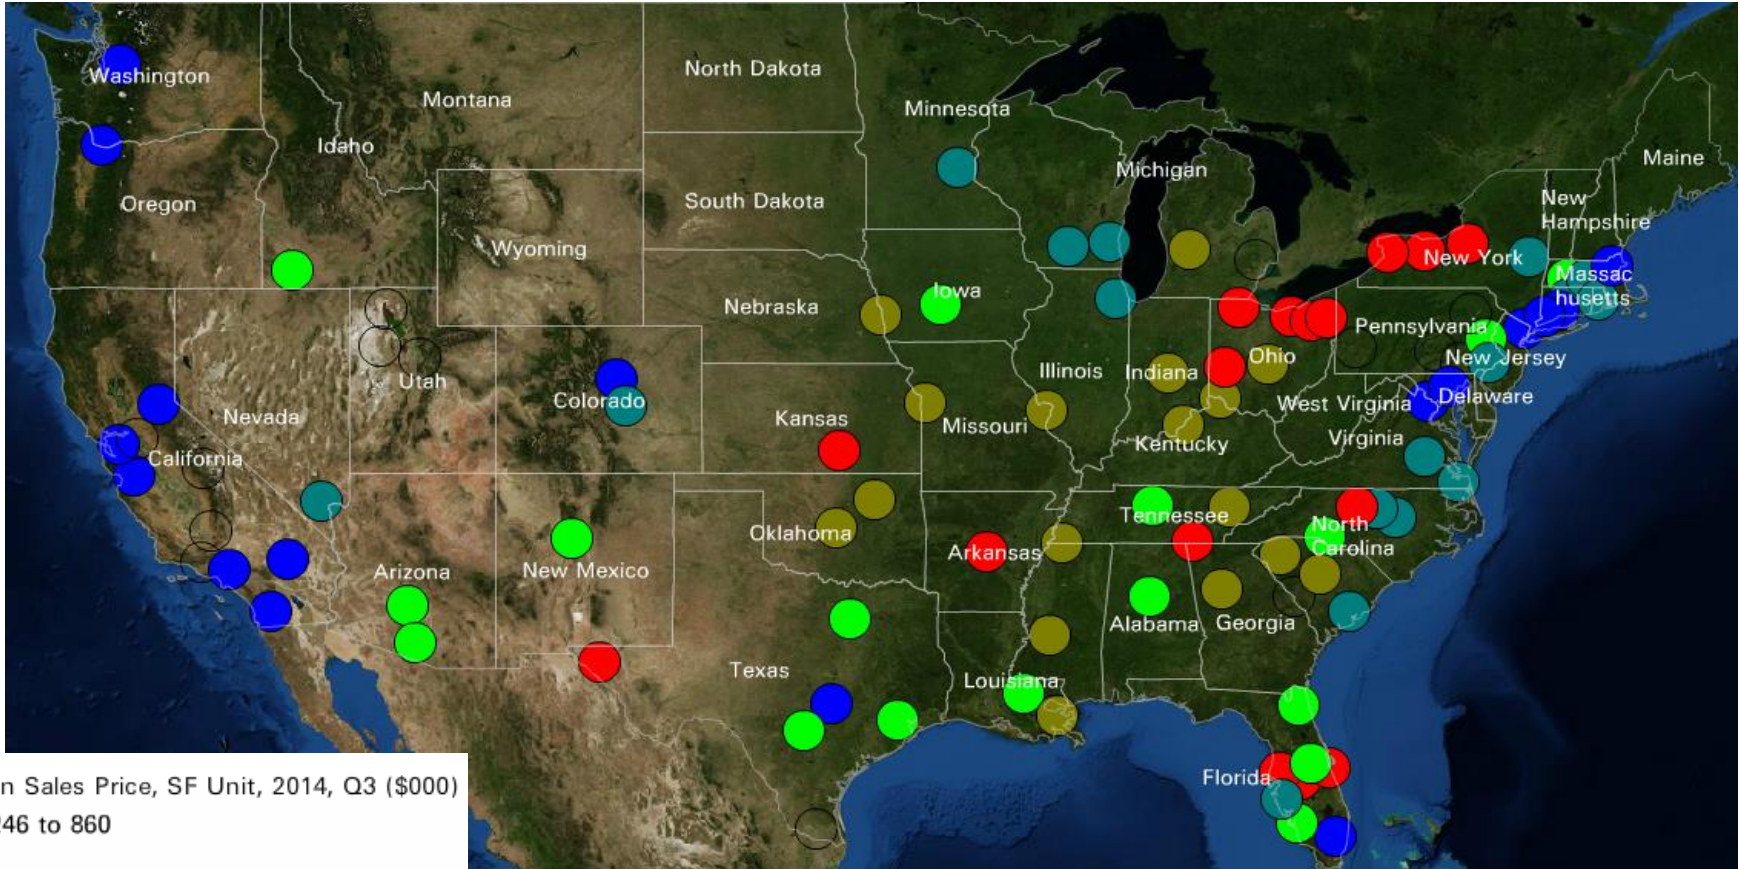 Washington
North Dakota
Montana
Minnesota
Idaho
Maine
Michigan
Oregon
South Dakota
New
Hampshire
Wyoming
New York
Massac
husetts
Iowa
Nebraska
Pennsylvania
Ohio
New Jersey
Illinois
Indiana
Utah
Colorado
Delaware
West Virginia
Nevada
Kansas
Missouri
Virginia
Kentucky
California
Tennessee
North
Carolina
Oklahoma
Arkansas
Arizona
New Mexico
Alabama
Georgia
Texas
Louisiana
Florida
n Sales Price, SF Unit, 2014, Q3 ($000)
46 to 860